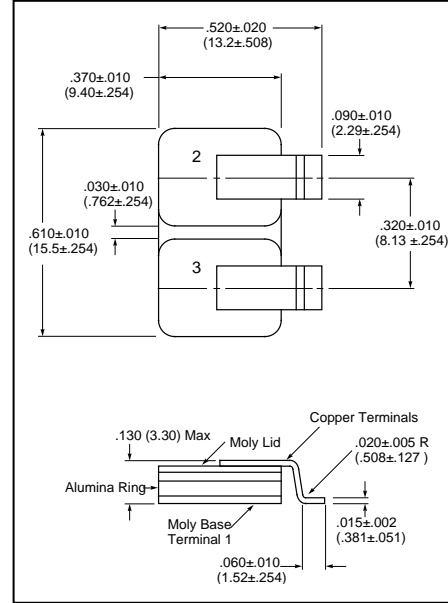 .520±.020
(13.2±.508)
.370±.010
(9.40±.254)
.090±.010
(2.29±.254)
2
.030±.010
(.762±.254)
.320±.010
(8.13 ±.254)
.610±.010
(15.5±.254)
3
Copper Terminals
.130 (3.30) Max
Moly Lid
.020±.005 R
(.508±.127 )
Alumina Ring
Moly Base
Terminal 1
.015±.002
(.381±.051)
.060±.010
(1.52±.254)